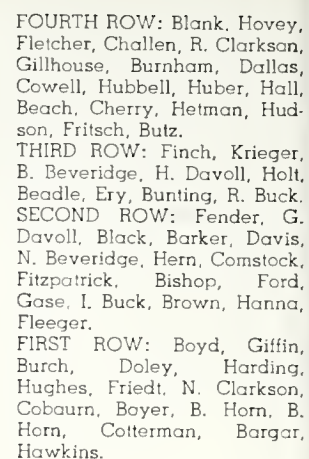 FOURTH ROW: Blank, Hovey,
Fletcher, Challen, R. Clarkson,
Gillhouse, Burnham, Dallas,
Cowell, Hubbell, Huber, Hall,
Beach, Cherry, Hetman, Hud-
son, Fritsch, Butz.
THIRD ROW: Finch, Krieger,
B. Beveridge, H. Davoll, Holt,
Beadle, Ery, Bunting, R. Buck.
SECOND ROW: Fender, G.
Davoll, Black, Barker, Davis,
N. Beveridge, Hern, Comstock,
Fitzpatrick, Bishop, Ford,
Gase, I. Buck, Brown, Hanna,
Fleeger.
FIRST ROW: Boyd, Giffin,
Burch, Doley, Harding,
Hughes, Friedt, N. Clarkson,
Cobourn, Boyer, B. Horn, B.
Horn, Cotterman, Bargar,
Hawkins.